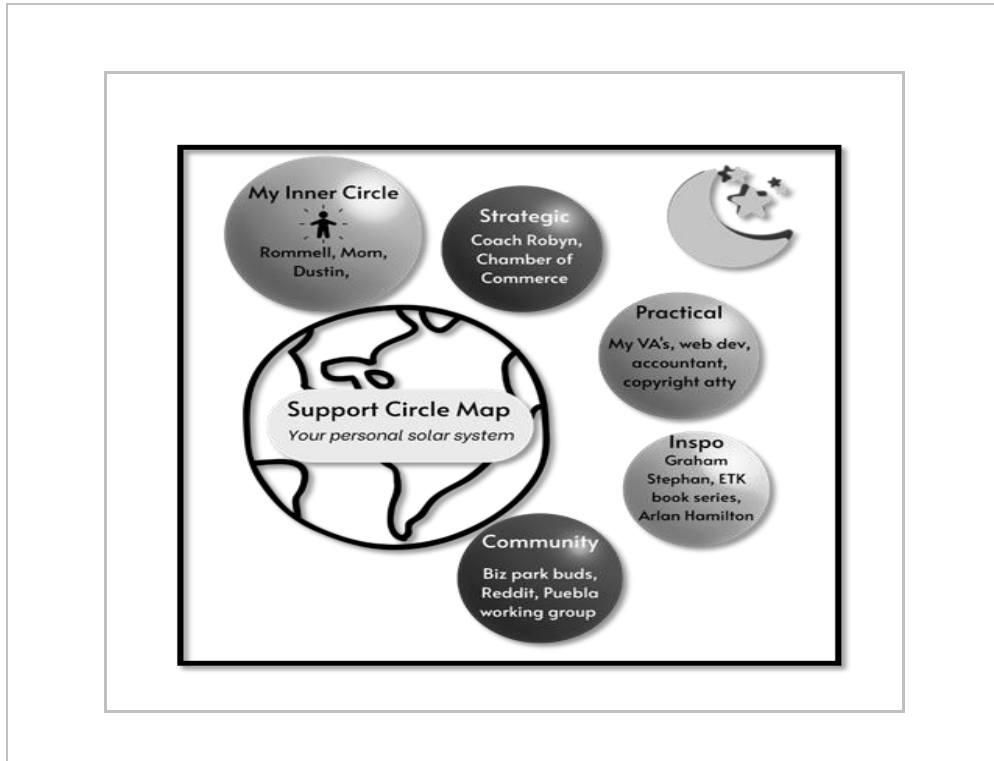 My Inner Circle
Rommell, Mom,
Dustin,
Strategic
Coach Robyn,
Chamber of
Commerce
Practical
My VA's, web dev,
accountant,
copyright atty
Support Circle Map
Your personal solar system
Inspo
Graham
Stephan, ETK
book series,
Arlan Hamilton
Community
Biz park buds,
Reddit, Puebla
working group